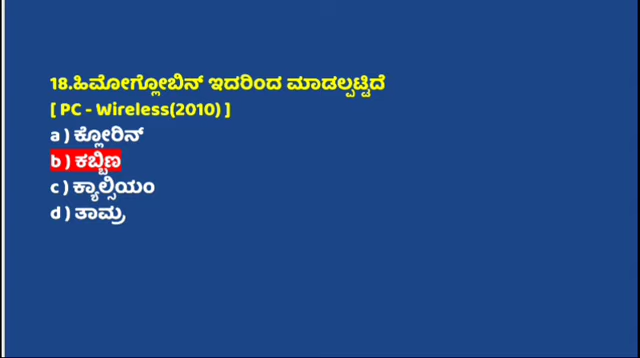 18.ಹಿಮೋಗ್ಲೋಬಿನ್ ಇದರಿಂದ ಮಾಡಲ್ಪಟ್ಟಿದೆ
[ PC - Wireless(2010) ]
a ) ಕ್ಲೋರಿನ್
b ) ಕಬ್ಬಿಣ
c ) ಕ್ಯಾಲ್ಸಿಯಂ
d ) ತಾಮ್ರ